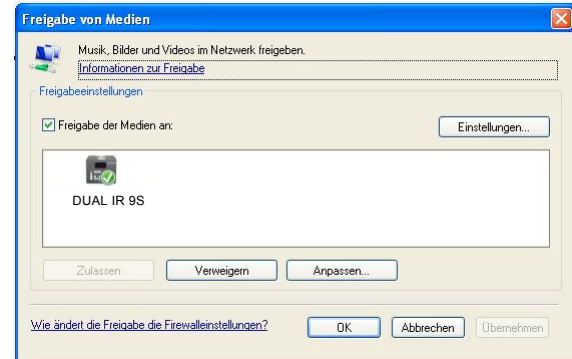 Freigabe von Medien
Musik, Bilder und Videos im Netzwerk freigeben.
Informationen zur Freigabe
Freigabeeinstellungen
Freigabe der Medien an:
Einstellungen...
DUAL IR 9S
Zulassen Verweigern Anpassen...
Wie ändert die Freigabe die Firewalleinstellungen? OK Abbrechen Übernehmen